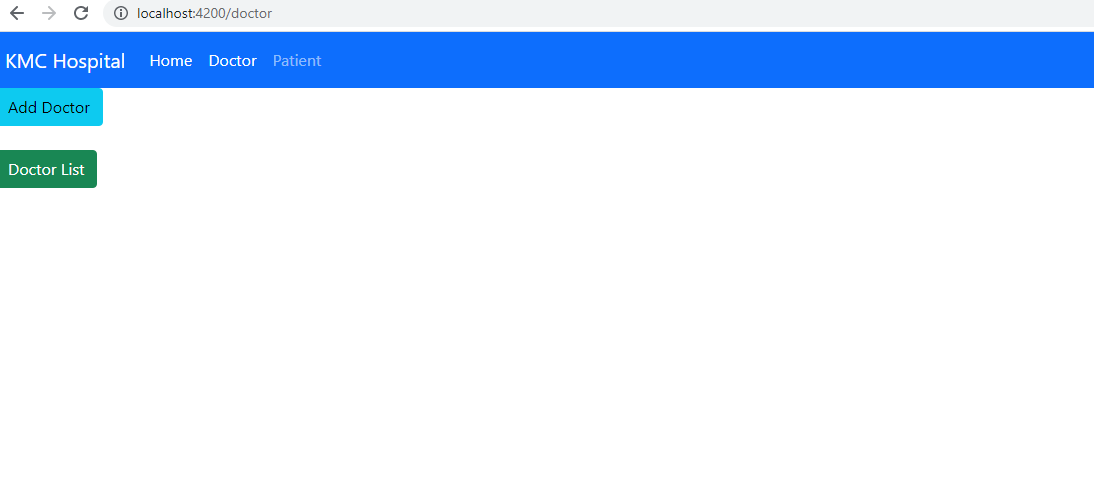 localhost:4200/doctor
KMC Hospital Home Doctor Patient
Add Doctor
Doctor List